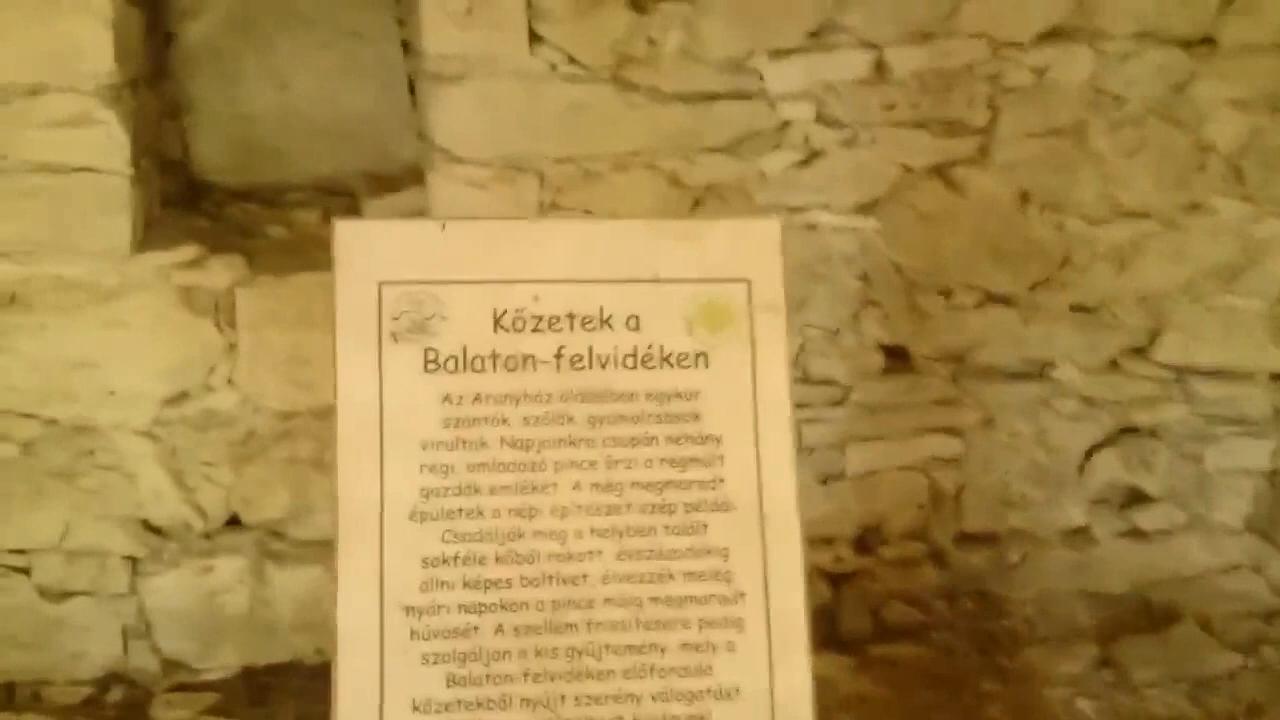 Kőzetek a
Balaton-felvidéken
Az Aranyház oldalában egykor
szántók, szőlők, gyümölcsösök
virultak. Napjainkra csupán néhány
régi, omladozó pince őrzi a régmúlt
gazdák emlékét. A még megmaradt
épületek a népi építészet szép példái.
Csodálják meg a helyben talált
sokféle kőből rakott, évszázadokig
állni képes boltívet, élvezzék meleg
nyári napokon a pince máig megmaradt
hűvösét. A szellem frissítésére pedig
szolgáljon a kis gyűjtemény, mely a
Balaton-felvidéken előforduló
kőzetekből nyújt szerény válogatást